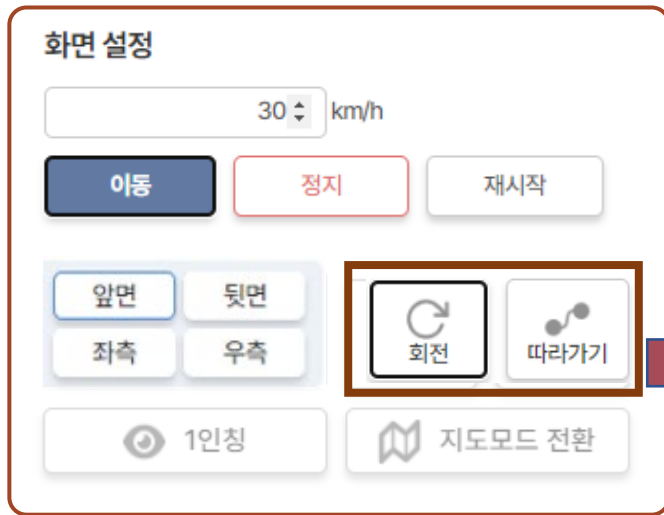 화면 설정
30 km/h
이동 정지 재시작
앞면 뒷면
좌측 우측
회전 따라가기
1인칭 지도모드 전환